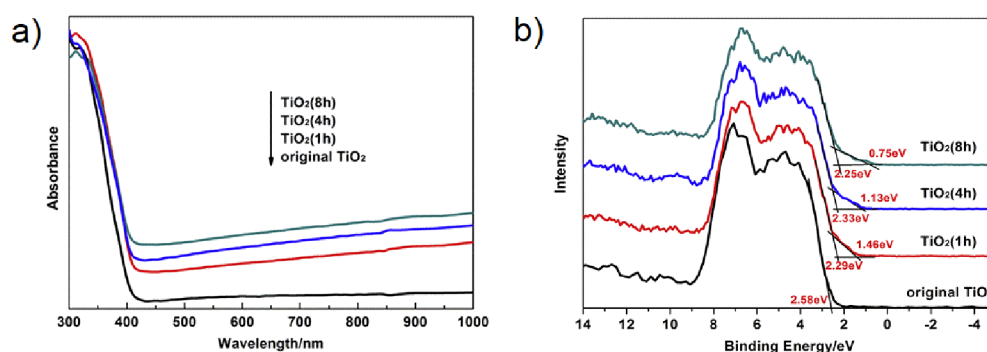 a)
Absorbance
TiO₂(8h)
TiO₂(4h)
TiO₂(1h)
original TiO₂
300 400 500 600 700 800 900 1000
Wavelength/nm
b)
Intensity
0.75eV
TiO₂(8h)
2.25eV
1.13eV
TiO₂(4h)
2.33eV
1.46eV
TiO₂(1h)
2.29eV
2.58eV
original TiO
14 12 10 8 6 4 2 0 -2 -4
Binding Energy/eV